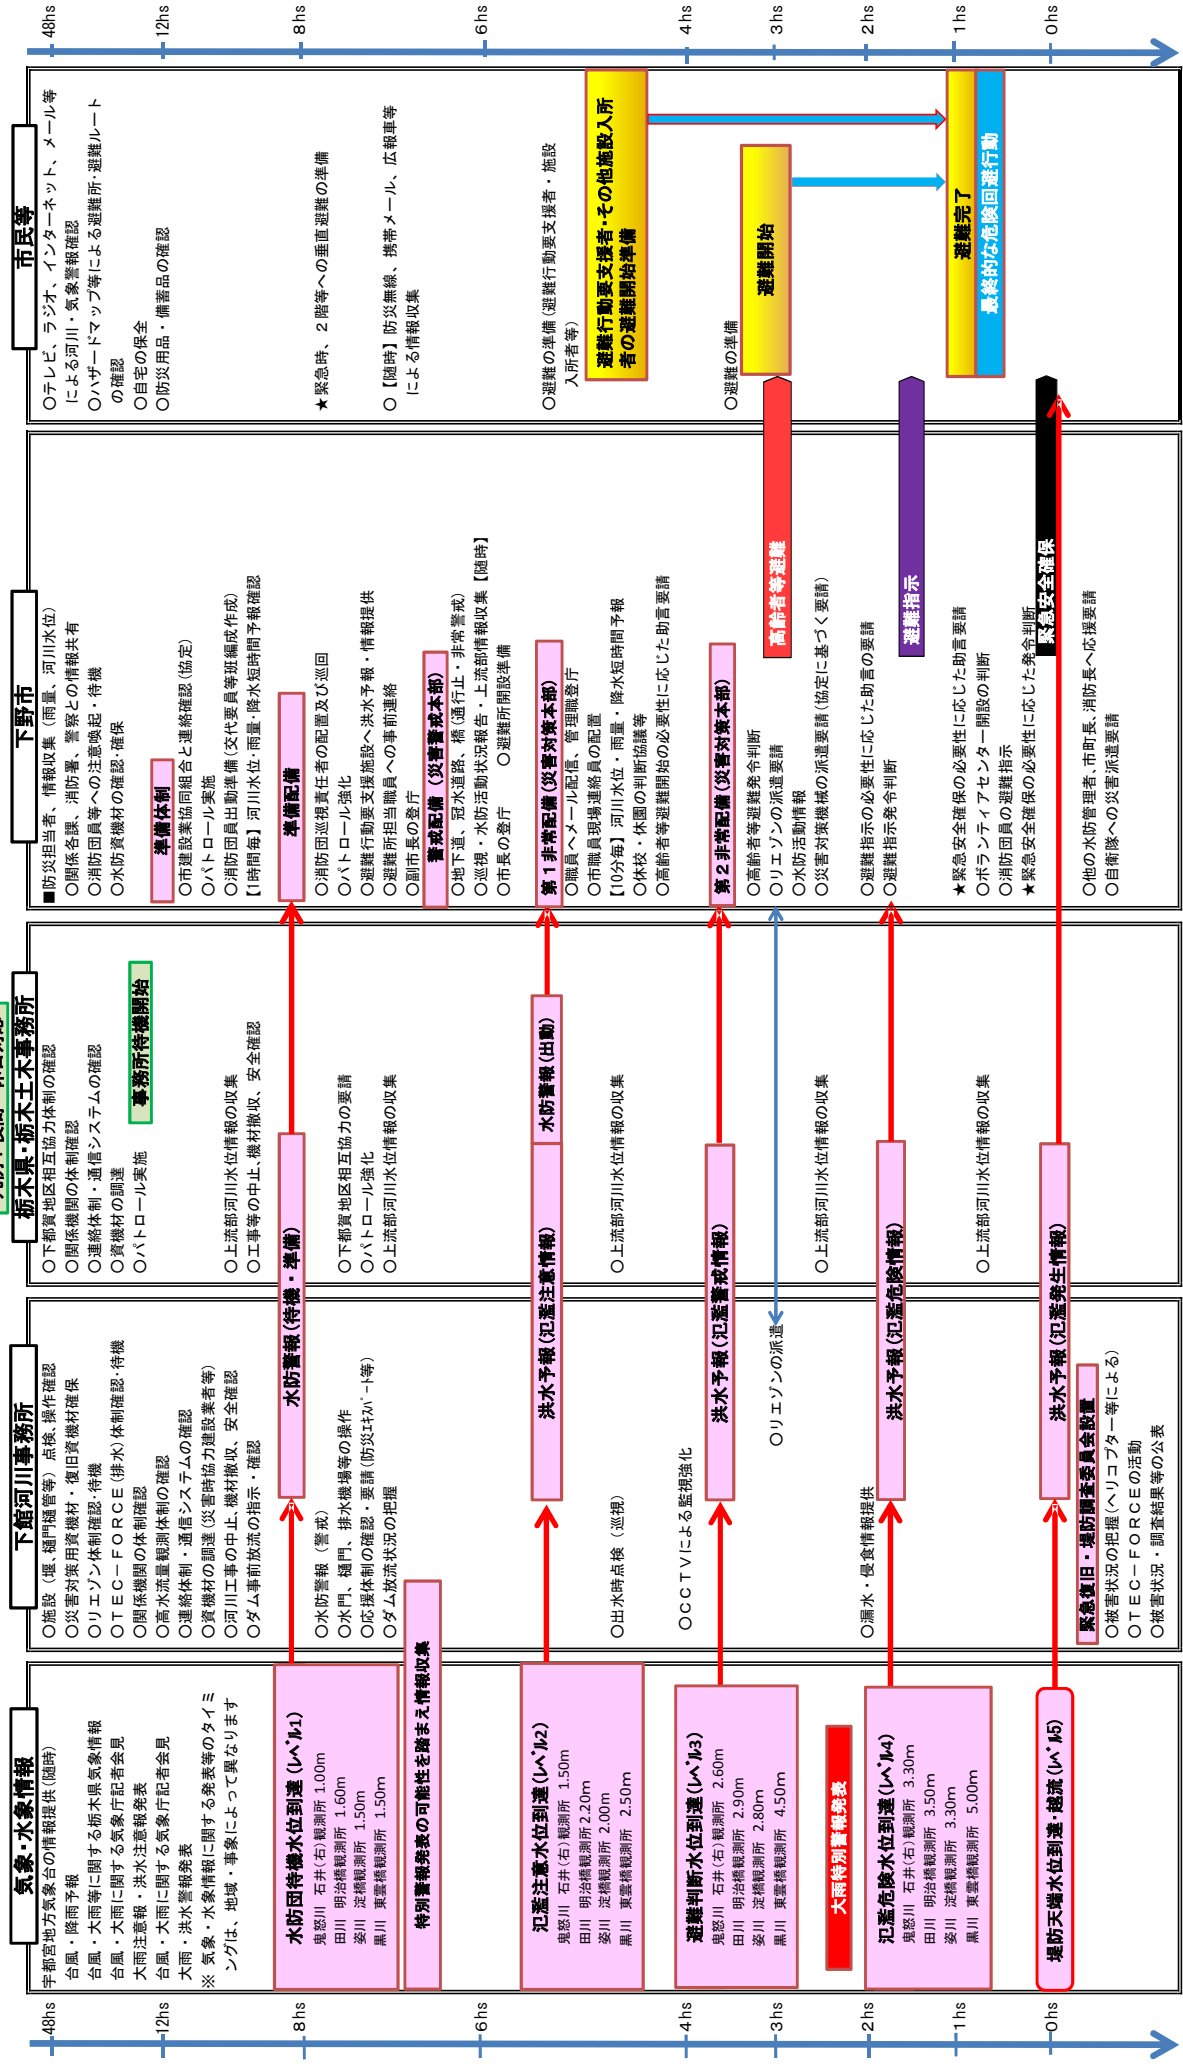 気象・水象情報
宇都宮地方気象台の情報提供(随時)
台風・降雨予報
台風・大雨等に関する栃木県気象情報
台風・大雨に関する気象庁記者会見
大雨注意報・洪水注意報発表
台風・大雨に関する気象庁記者会見
大雨・洪水警報発表
※ 気象・水象情報に関する発表等のタイミ
ングは、地域・事象によって異なります
水防団待機水位到達(ﾚﾍﾞﾙ1)
鬼怒川 石井(右)観測所 1.00m
田川 明治橋観測所 1.60m
姿川 淀橋観測所 1.50m
黒川 東雲橋観測所 1.50m
特別警報発表の可能性を踏まえ情報収集
氾濫注意水位到達(ﾚﾍﾞﾙ2)
鬼怒川 石井(右)観測所 1.50m
田川 明治橋観測所 2.20m
姿川 淀橋観測所 2.00m
黒川 東雲橋観測所 2.50m
避難判断水位到達(ﾚﾍﾞﾙ3)
鬼怒川 石井(右)観測所 2.60m
田川 明治橋観測所 2.90m
姿川 淀橋観測所 2.80m
黒川 東雲橋観測所 4.50m
大雨特別警報発表
氾濫危険水位到達(ﾚﾍﾞﾙ4)
鬼怒川 石井(右)観測所 3.30m
田川 明治橋観測所 3.50m
姿川 淀橋観測所 3.30m
黒川 東雲橋観測所 5.00m
堤防天端水位到達・越流(ﾚﾍﾞﾙ5)
48hs
12hs
8hs
6hs
4hs
3hs
2hs
1hs
0hs
下館河川事務所
○施設(堰、樋門樋管等)点検、操作確認
○災害対策用資機材・復旧資機材確保
○リエゾン体制確認・待機
○TEC-FORCE(排水)体制確認・待機
○関係機関の体制確認
○高水流量観測体制の確認
○連絡体制・通信システムの確認
○資機材の調達(災害時協力建設業者等)
○河川工事の中止、機材撤収、安全確認
○ダム事前放流の指示・確認
水防警報(待機・準備)
○水防警報(警戒)
○水門、樋門、排水機場等の操作
○応援体制の確認・要請(防災ｴｷｽﾊﾟｰﾄ等)
○ダム放流状況の把握
洪水予報(氾濫注意情報)
水防警報(出動)
○出水時点検(巡視)
○CCTVによる監視強化
洪水予報(氾濫警戒情報)
○リエゾンの派遣
○漏水・侵食情報提供
洪水予報(氾濫危険情報)
洪水予報(氾濫発生情報)
緊急復旧・堤防調査委員会設置
○被害状況の把握(ヘリコプター等による)
○TEC-FORCEの活動
○被害状況・調査結果等の公表
栃木県・栃木土木事務所
○下都賀地区相互協力体制の確認
○関係機関の体制確認
○連絡体制・通信システムの確認
○資機材の調達
○パトロール実施
事務所待機開始
○上流部河川水位情報の収集
○工事等の中止、機材撤収、安全確認
○下都賀地区相互協力の要請
○パトロール強化
○上流部河川水位情報の収集
○上流部河川水位情報の収集
○上流部河川水位情報の収集
○上流部河川水位情報の収集
下野市
■防災担当者、情報収集(雨量、河川水位)
○関係各課、消防署、警察との情報共有
○消防団員等への注意喚起・待機
○水防資機材の確認・確保
準備体制
○市建設業協同組合と連絡確認(協定)
○パトロール実施
○消防団員出動準備(交代要員等班編成作成)
【1時間毎】河川水位・雨量・降水短時間予報確認
準備配備
○消防団巡視責任者の配置及び巡回
○パトロール強化
○避難行動要支援施設へ洪水予報・情報提供
○避難所担当職員への事前連絡
○副市長の登庁
警戒配備(災害警戒本部)
○地下道、冠水道路、橋(通行止・非常警戒)
○巡視・水防活動状況報告・上流部情報収集【随時】
○市長の登庁 ○避難所開設準備
第1非常配備(災害対策本部)
○職員へメール配信、管理職登庁
○市職員現場連絡員の配置
【10分毎】河川水位・雨量・降水短時間予報
○休校・休園の判断協議等
○高齢者等避難開始の必要性に応じた助言要請
第2非常配備(災害対策本部)
○高齢者等避難発令判断
○リエゾンの派遣要請
○水防活動情報
○災害対策機械の派遣要請(協定に基づく要請)
高齢者等避難
○避難指示の必要性に応じた助言の要請
○避難指示発令判断
避難指示
★緊急安全確保の必要性に応じた助言要請
○ボランティアセンター開設の判断
○消防団員の避難指示
★緊急安全確保の必要性に応じた発令判断
緊急安全確保
○他の水防管理者、市町長、消防長へ応援要請
○自衛隊への災害派遣要請
市民等
○テレビ、ラジオ、インターネット、メール等
による河川・気象警報確認
○ハザードマップ等による避難所・避難ルート
の確認
○自宅の保全
○防災用品・備蓄品の確認
★緊急時、2階等への垂直避難の準備
○【随時】防災無線、携帯メール、広報車等
による情報収集
○避難の準備(避難行動要支援者・施設
入所者等)
避難行動要支援者・その他施設入所
者の避難開始準備
○避難の準備
避難開始
避難完了
最終的な危険回避行動
48hs
12hs
8hs
6hs
4hs
3hs
2hs
1hs
0hs